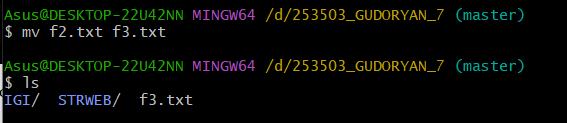 Asus@DESKTOP-22U42NN MINGW64 /d/253503_GUDORYAN_7 (master)
$ mv f2.txt f3.txt
Asus@DESKTOP-22U42NN MINGW64 /d/253503_GUDORYAN_7 (master)
$ ls
IGI/  STRWEB/  f3.txt